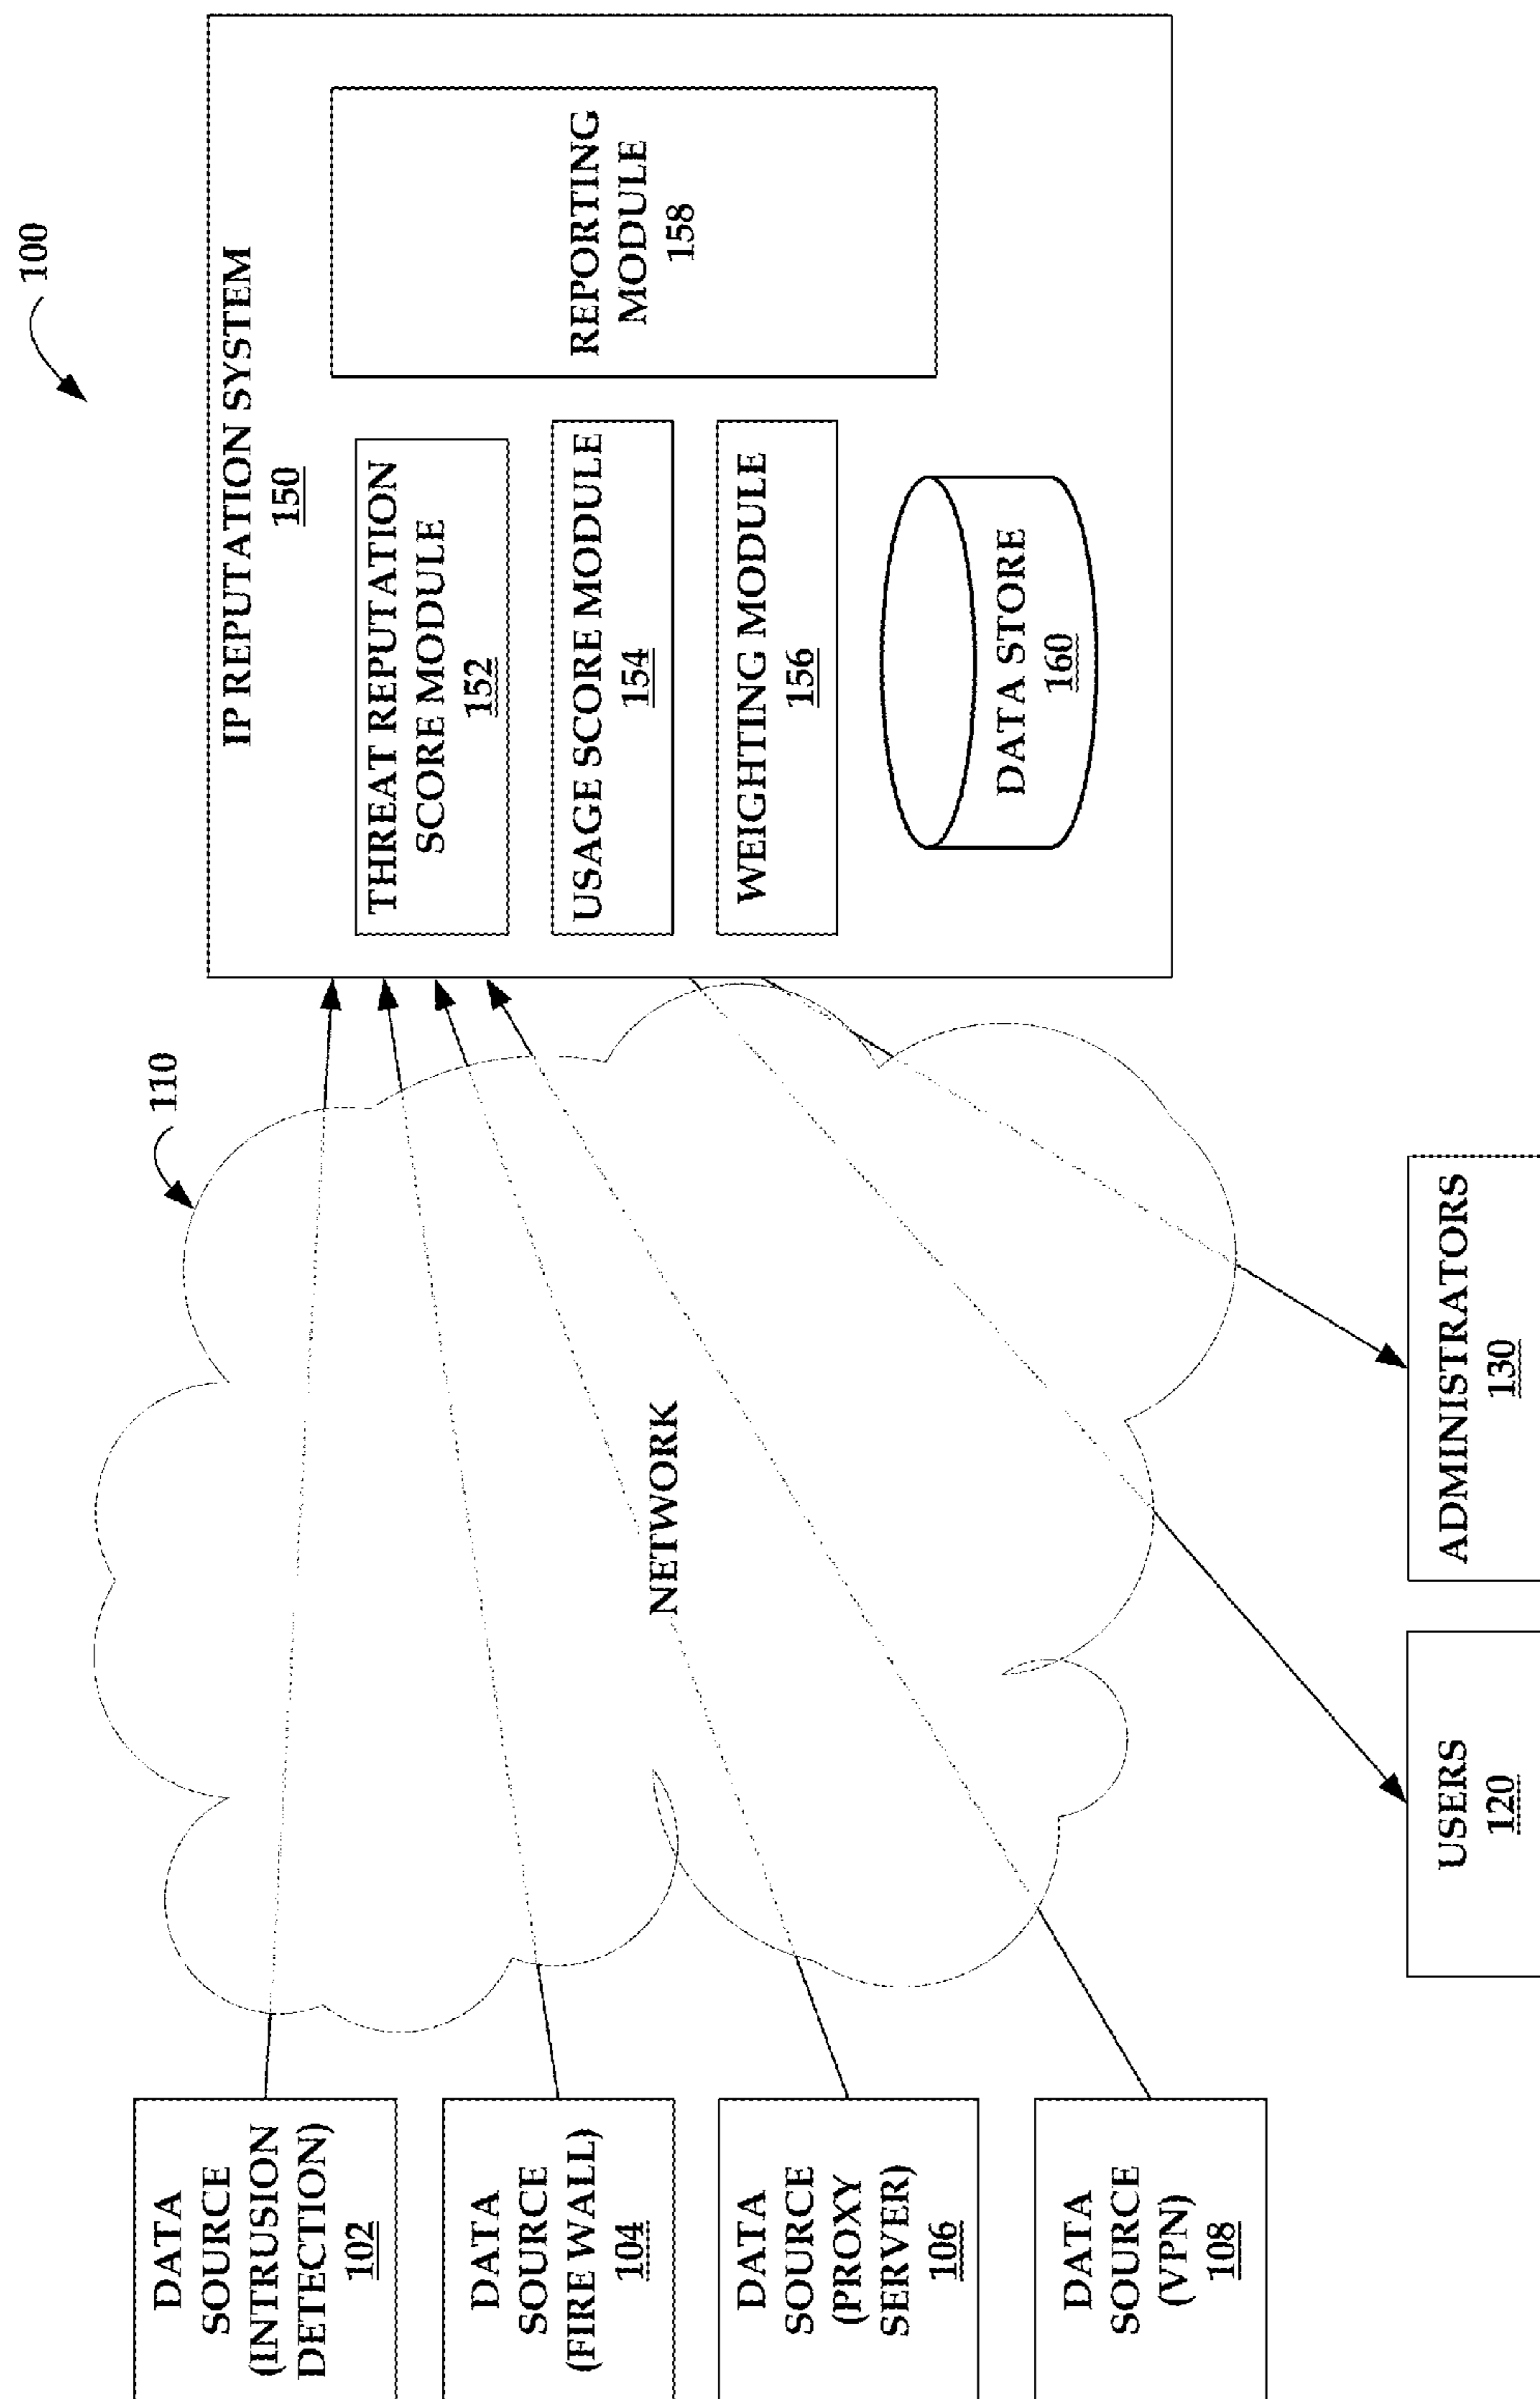 100
IP REPUTATION SYSTEM
150
THREAT REPUTATION
SCORE MODULE
152
USAGE SCORE MODULE
154
WEIGHTING MODULE
156
DATA STORE
160
REPORTING
MODULE
158
110
NETWORK
DATA
SOURCE
(INTRUSION
DETECTION)
102
DATA
SOURCE
(FIRE WALL)
104
DATA
SOURCE
(PROXY
SERVER)
106
DATA
SOURCE
(VPN)
108
USERS
120
ADMINISTRATORS
130